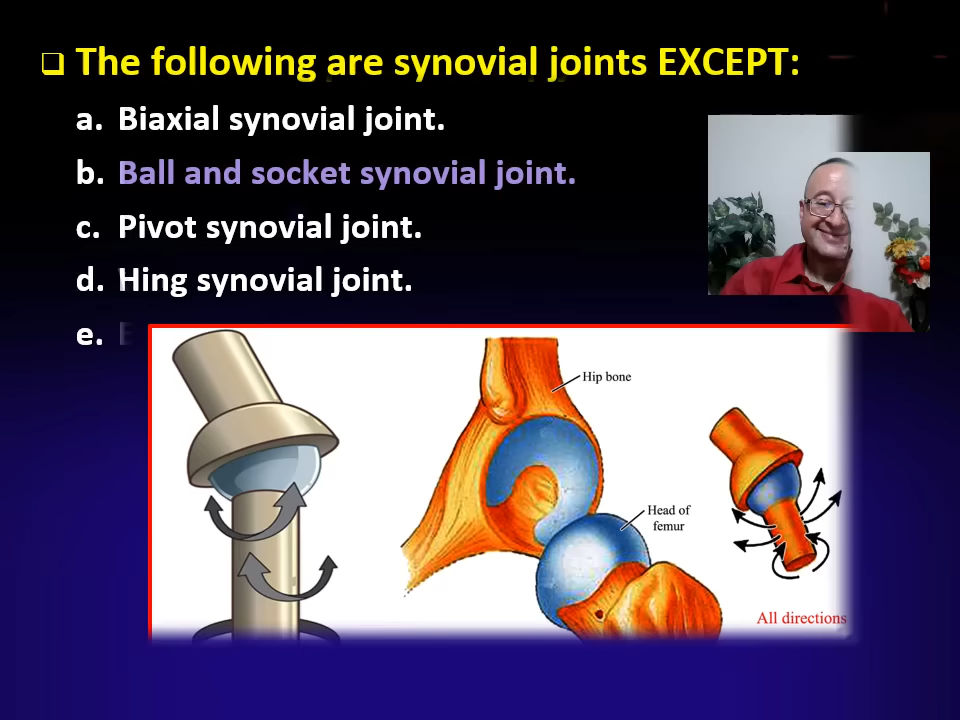 The following are synovial joints EXCEPT:
a. Biaxial synovial joint.
b. Ball and socket synovial joint.
c. Pivot synovial joint.
d. Hing synovial joint.
e.
Hip bone
Head of
femur
All directions